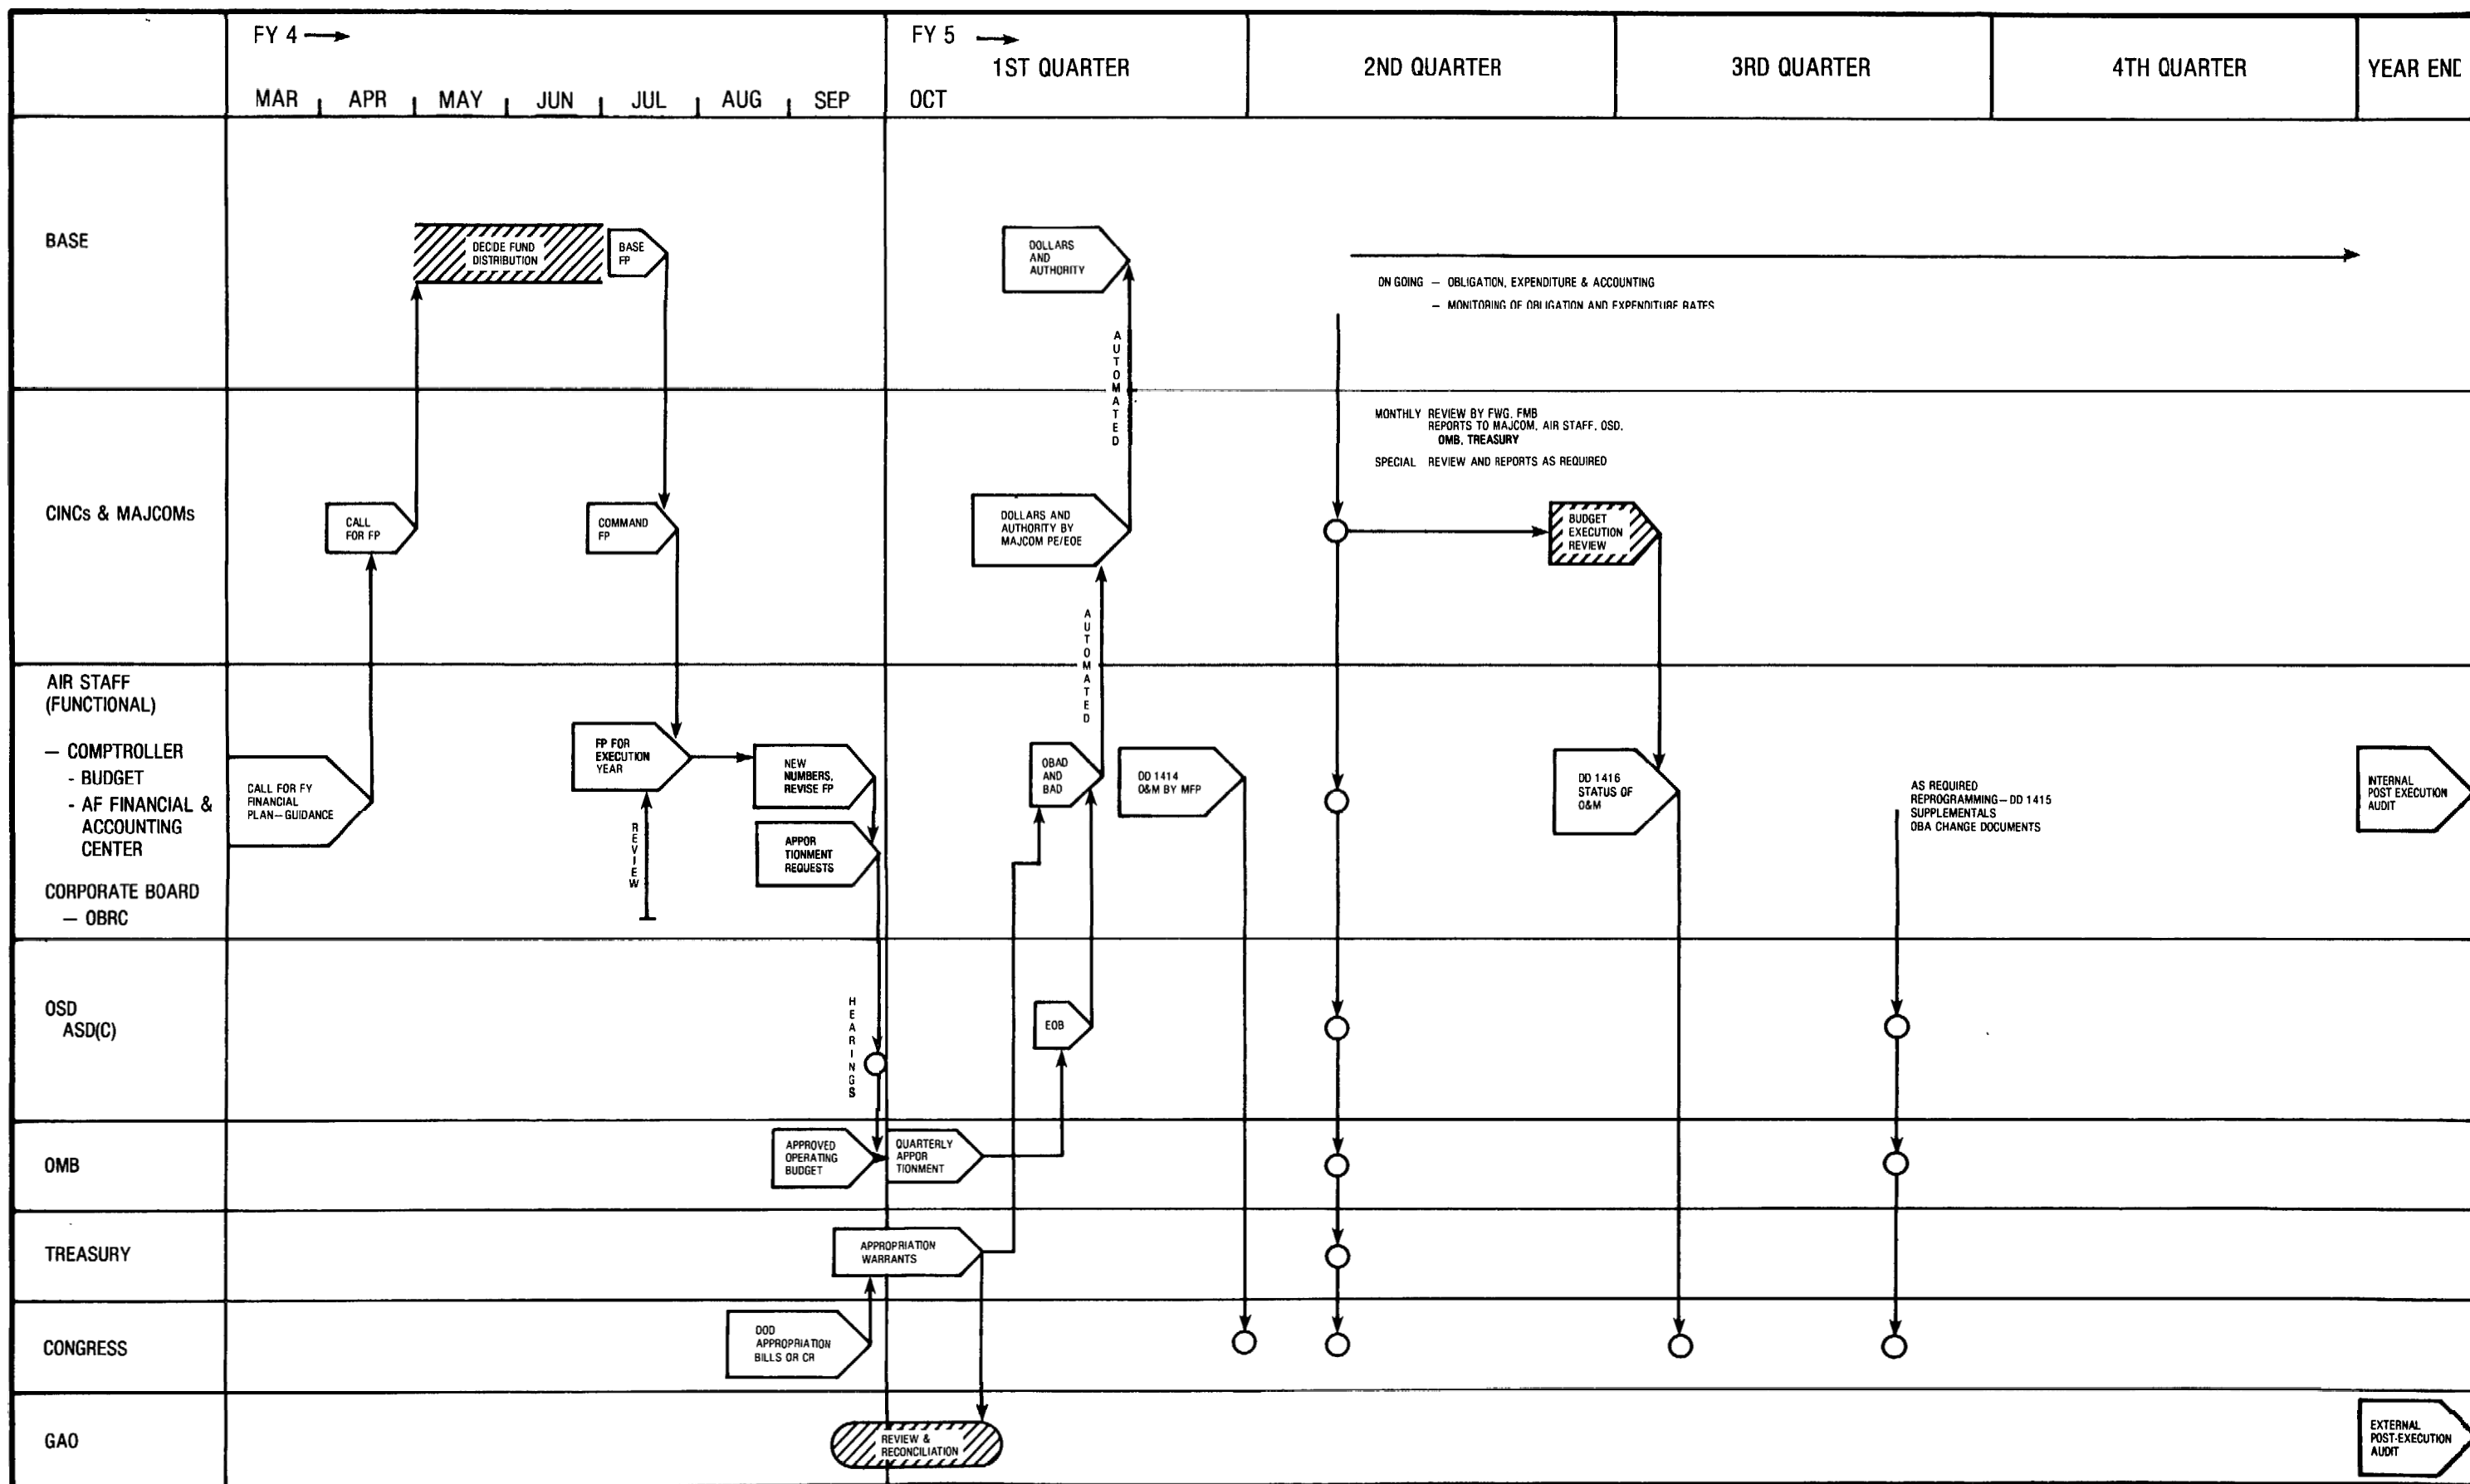 FY 4
FY 5
1ST QUARTER
2ND QUARTER
3RD QUARTER
4TH QUARTER
YEAR END
MAR
APR
MAY
JUN
JUL
AUG
SEP
OCT
BASE
DECIDE FUND
DISTRIBUTION
BASE
FP
DOLLARS
AND
AUTHORITY
ON GOING — OBLIGATION, EXPENDITURE & ACCOUNTING
— MONITORING OF OBLIGATION AND EXPENDITURE RATES
AUTOMATED
CINCs & MAJCOMs
CALL
FOR FP
COMMAND
FP
DOLLARS AND
AUTHORITY BY
MAJCOM PE/EOE
MONTHLY REVIEW BY FWG, FMB
REPORTS TO MAJCOM, AIR STAFF, OSD,
OMB, TREASURY
SPECIAL REVIEW AND REPORTS AS REQUIRED
BUDGET
EXECUTION
REVIEW
AUTOMATED
AIR STAFF
(FUNCTIONAL)
— COMPTROLLER
- BUDGET
- AF FINANCIAL &
ACCOUNTING
CENTER
CORPORATE BOARD
— OBRC
CALL FOR FY
FINANCIAL
PLAN—GUIDANCE
FP FOR
EXECUTION
YEAR
REVIEW
NEW
NUMBERS,
REVISE FP
APPOR
TIONMENT
REQUESTS
OBAD
AND
BAD
DD 1414
O&M BY MFP
DD 1416
STATUS OF
O&M
AS REQUIRED
REPROGRAMMING—DD 1415
SUPPLEMENTALS
OBA CHANGE DOCUMENTS
INTERNAL
POST EXECUTION
AUDIT
OSD
ASD(C)
HEARINGS
EOB
OMB
APPROVED
OPERATING
BUDGET
QUARTERLY
APPOR
TIONMENT
TREASURY
APPROPRIATION
WARRANTS
CONGRESS
DOD
APPROPRIATION
BILLS OR CR
GAO
REVIEW &
RECONCILIATION
EXTERNAL
POST-EXECUTION
AUDIT